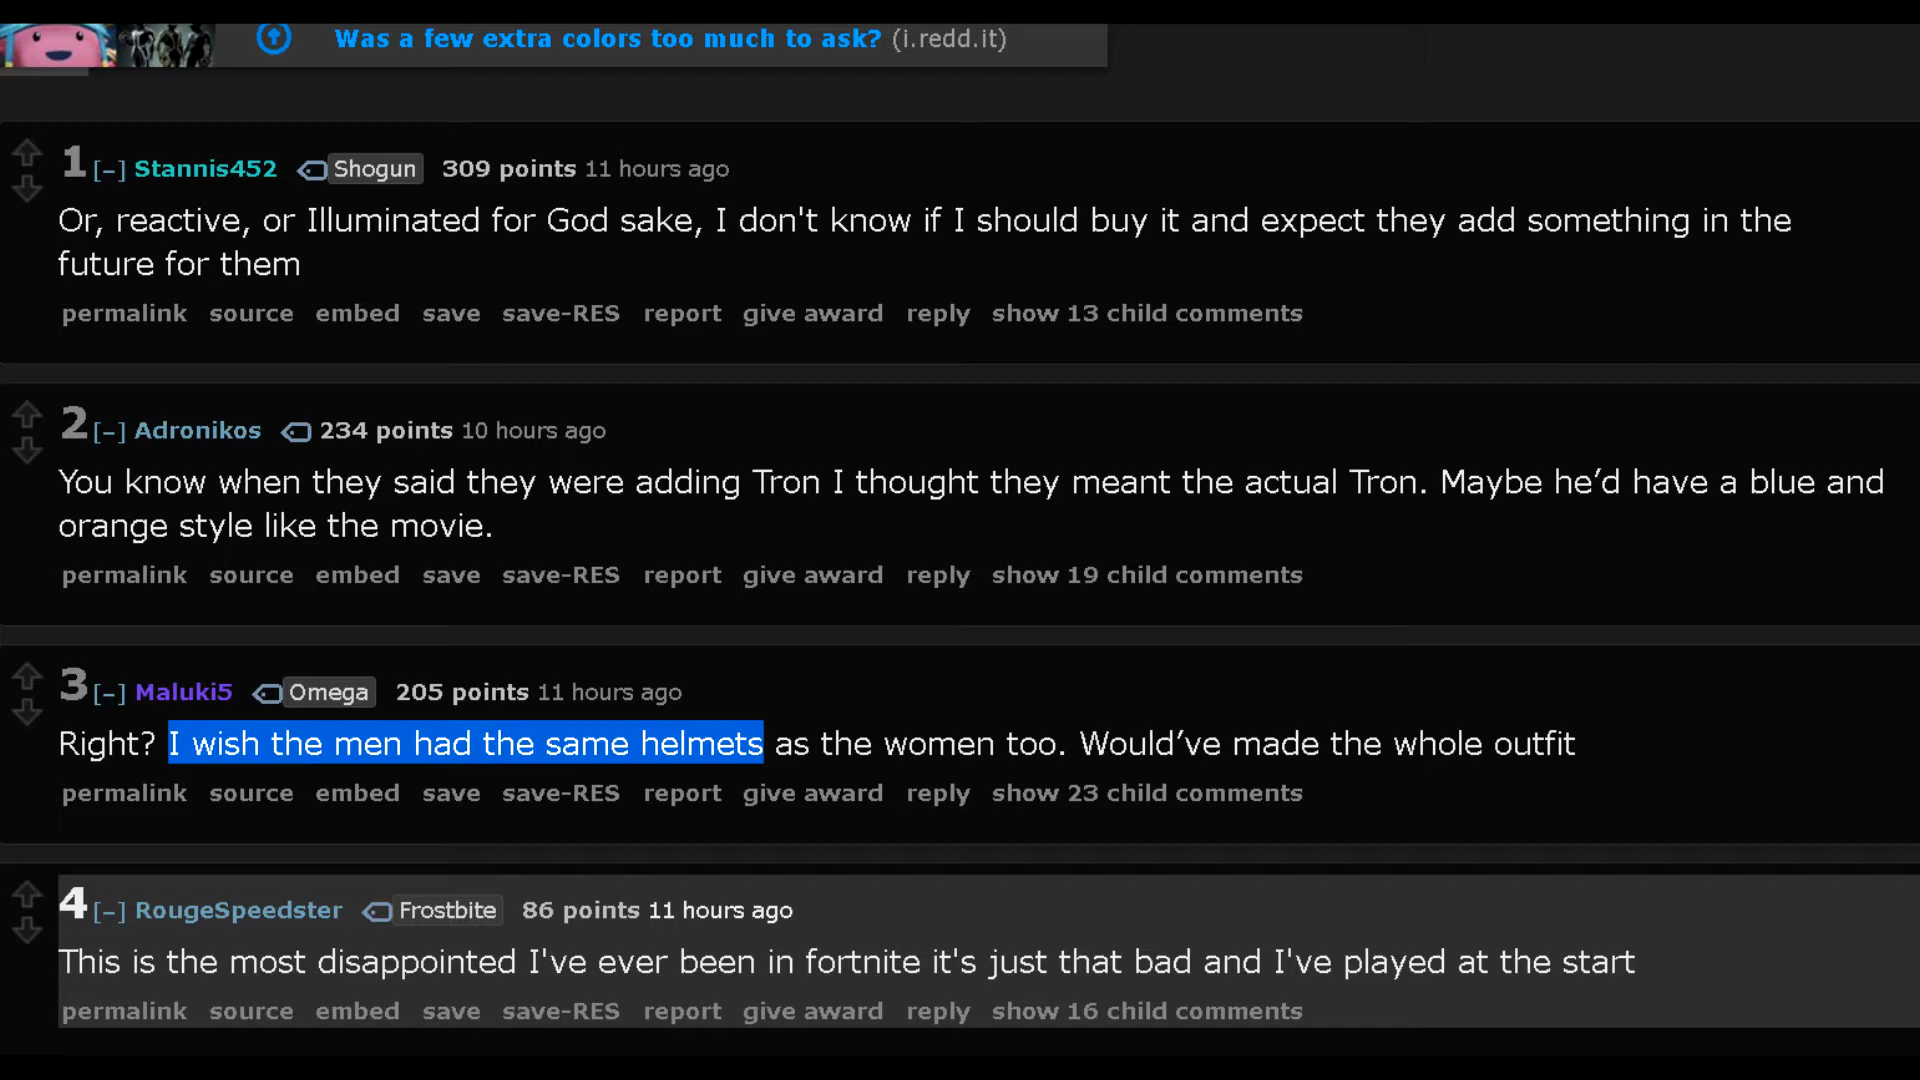 Was a few extra colors too much to ask? (i.redd.it)
1 [–] Stannis452 Shogun 309 points 11 hours ago
Or, reactive, or Illuminated for God sake, I don't know if I should buy it and expect they add something in the
future for them
permalink source embed save save-RES report give award reply show 13 child comments
2 [–] Adronikos 234 points 10 hours ago
You know when they said they were adding Tron I thought they meant the actual Tron. Maybe he’d have a blue and
orange style like the movie.
permalink source embed save save-RES report give award reply show 19 child comments
3 [–] Maluki5 Omega 205 points 11 hours ago
Right? I wish the men had the same helmets as the women too. Would’ve made the whole outfit
permalink source embed save save-RES report give award reply show 23 child comments
4 [–] RougeSpeedster Frostbite 86 points 11 hours ago
This is the most disappointed I've ever been in fortnite it's just that bad and I've played at the start
permalink source embed save save-RES report give award reply show 16 child comments